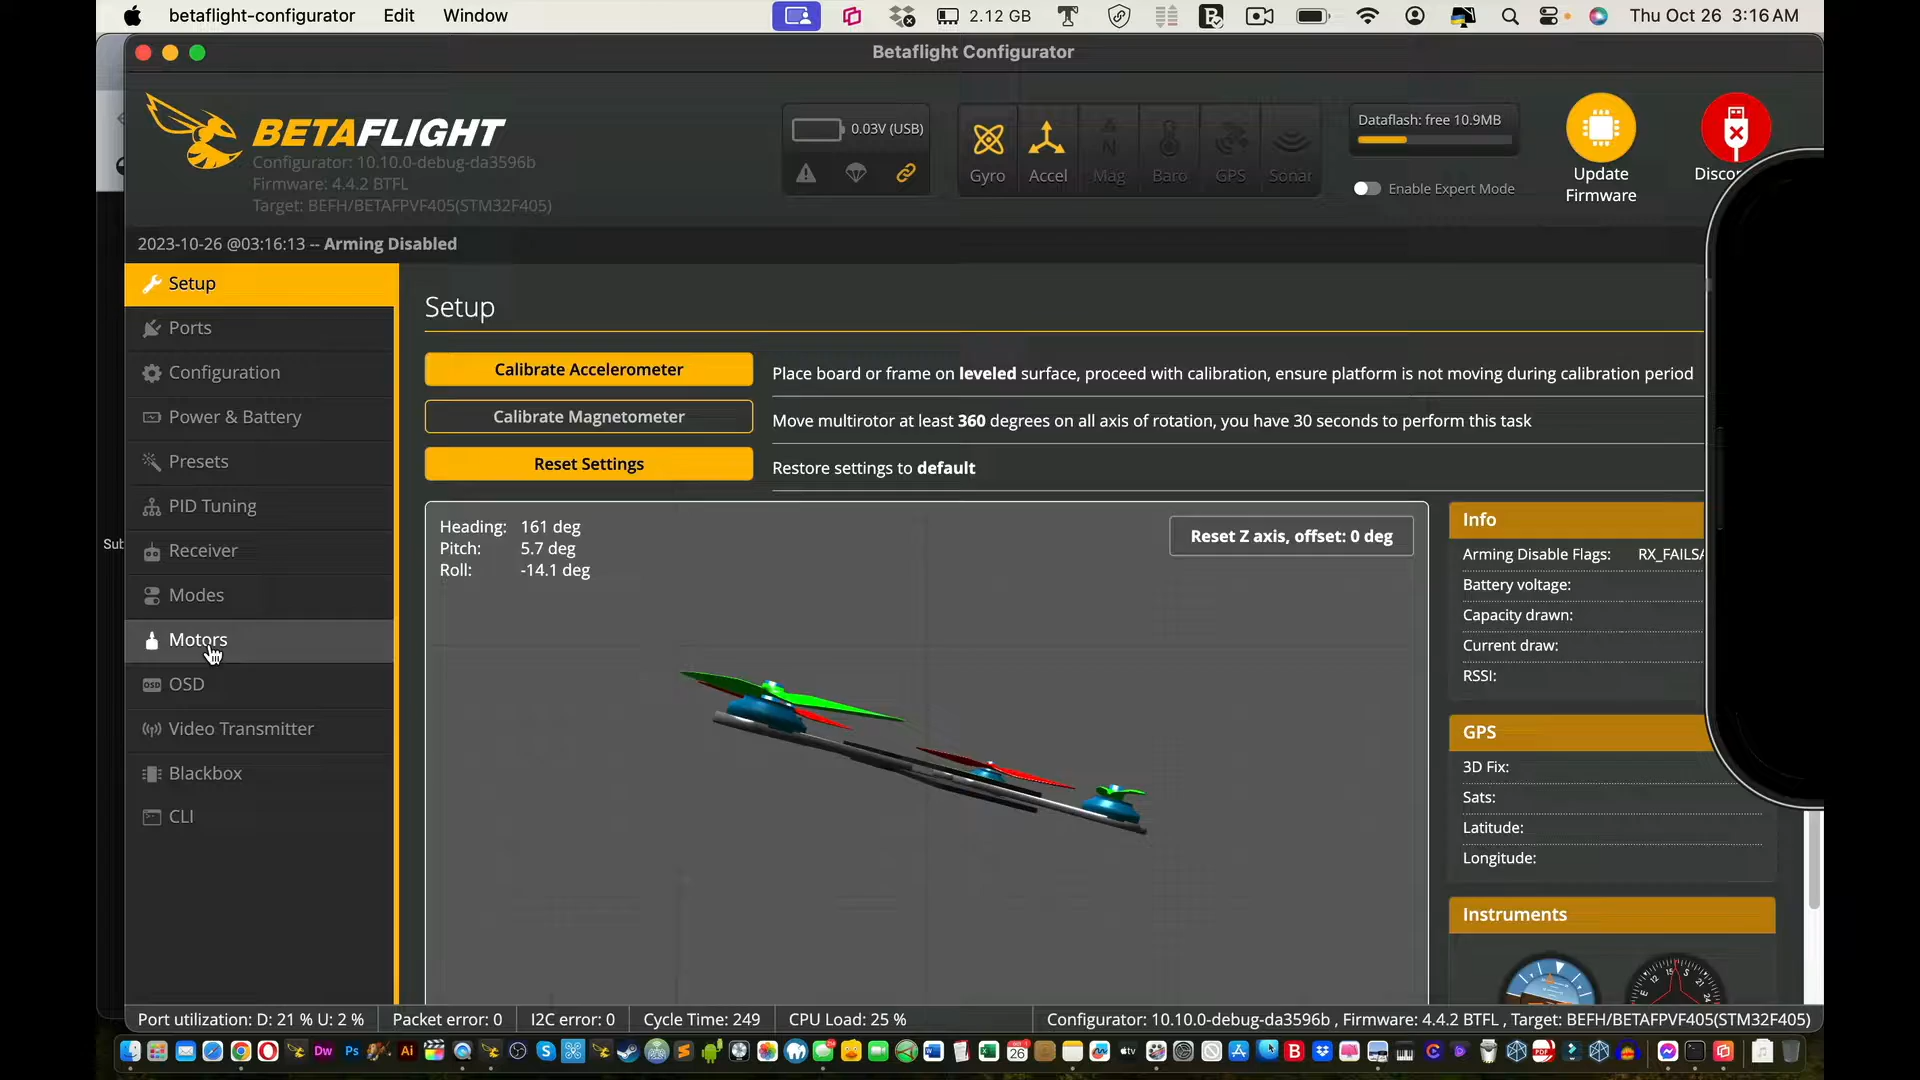 betaflight-configurator Edit Window 2.12 GB Thu Oct 26 3:16 AM
Betaflight Configurator
BETAFLIGHT
Configurator: 10.10.0-debug-da3596b
Firmware: 4.4.2 BTFL
Target: BEFH/BETAFPVF405(STM32F405)
0.03V (USB)
Gyro Accel Mag Baro GPS Sonar
Dataflash: free 10.9MB
Enable Expert Mode
Update
Firmware
Discon
2023-10-26 @03:16:13 -- Arming Disabled
Setup
Ports
Configuration
Power & Battery
Presets
PID Tuning
Receiver
Modes
Motors
OSD
Video Transmitter
Blackbox
CLI
Sub
Setup
Calibrate Accelerometer
Place board or frame on leveled surface, proceed with calibration, ensure platform is not moving during calibration period
Calibrate Magnetometer
Move multirotor at least 360 degrees on all axis of rotation, you have 30 seconds to perform this task
Reset Settings
Restore settings to default
Heading: 161 deg
Pitch: 5.7 deg
Roll: -14.1 deg
Reset Z axis, offset: 0 deg
Info
Arming Disable Flags: RX_FAILSA
Battery voltage:
Capacity drawn:
Current draw:
RSSI:
GPS
3D Fix:
Sats:
Latitude:
Longitude:
Instruments
Port utilization: D: 21 % U: 2 % Packet error: 0 I2C error: 0 Cycle Time: 249 CPU Load: 25 % Configurator: 10.10.0-debug-da3596b , Firmware: 4.4.2 BTFL , Target: BEFH/BETAFPVF405(STM32F405)